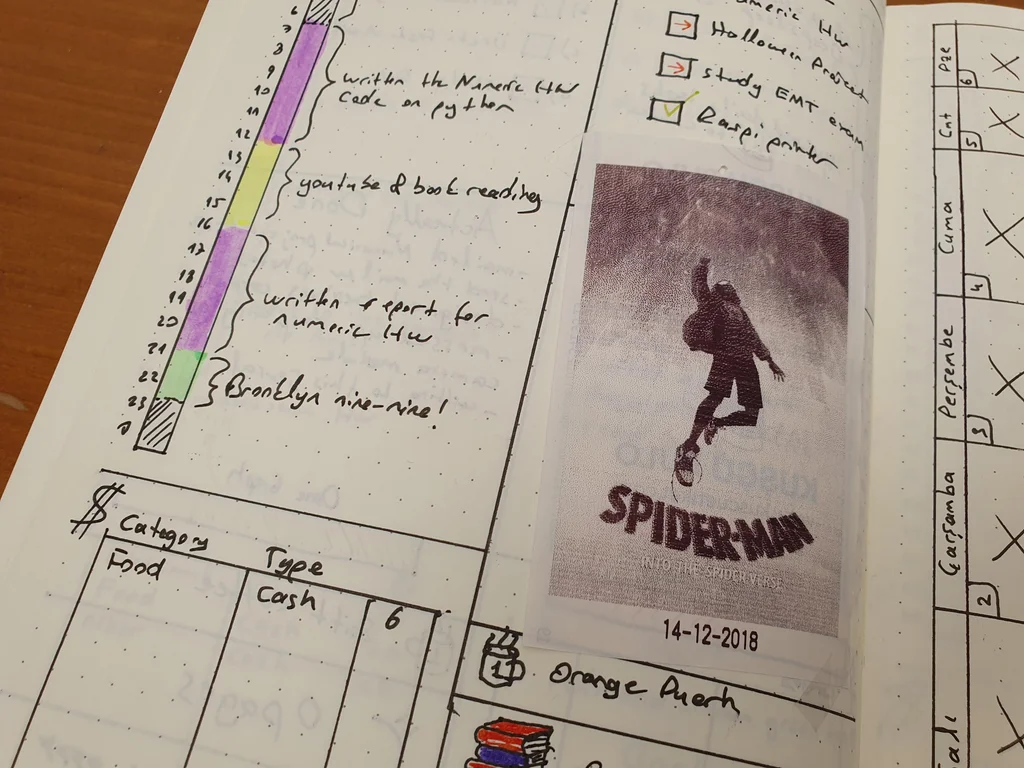 6
7
8
9
10
11
12
13
14
15
16
17
18
19
20
21
22
23
0
written the Numeric HW
code on python
youtube & book reading
written report for
numeric HW
Brooklyn nine-nine!
$ Category Type
Food Cash 6
Numeric HW
Halloween Project
Study EMT exam
Raspi printer
SPIDER-MAN
INTO THE SPIDER-VERSE
14-12-2018
1 Orange Puerh
Pzt
6
Cnt
5
Cuma
4
Perşembe
3
Çarşamba
2